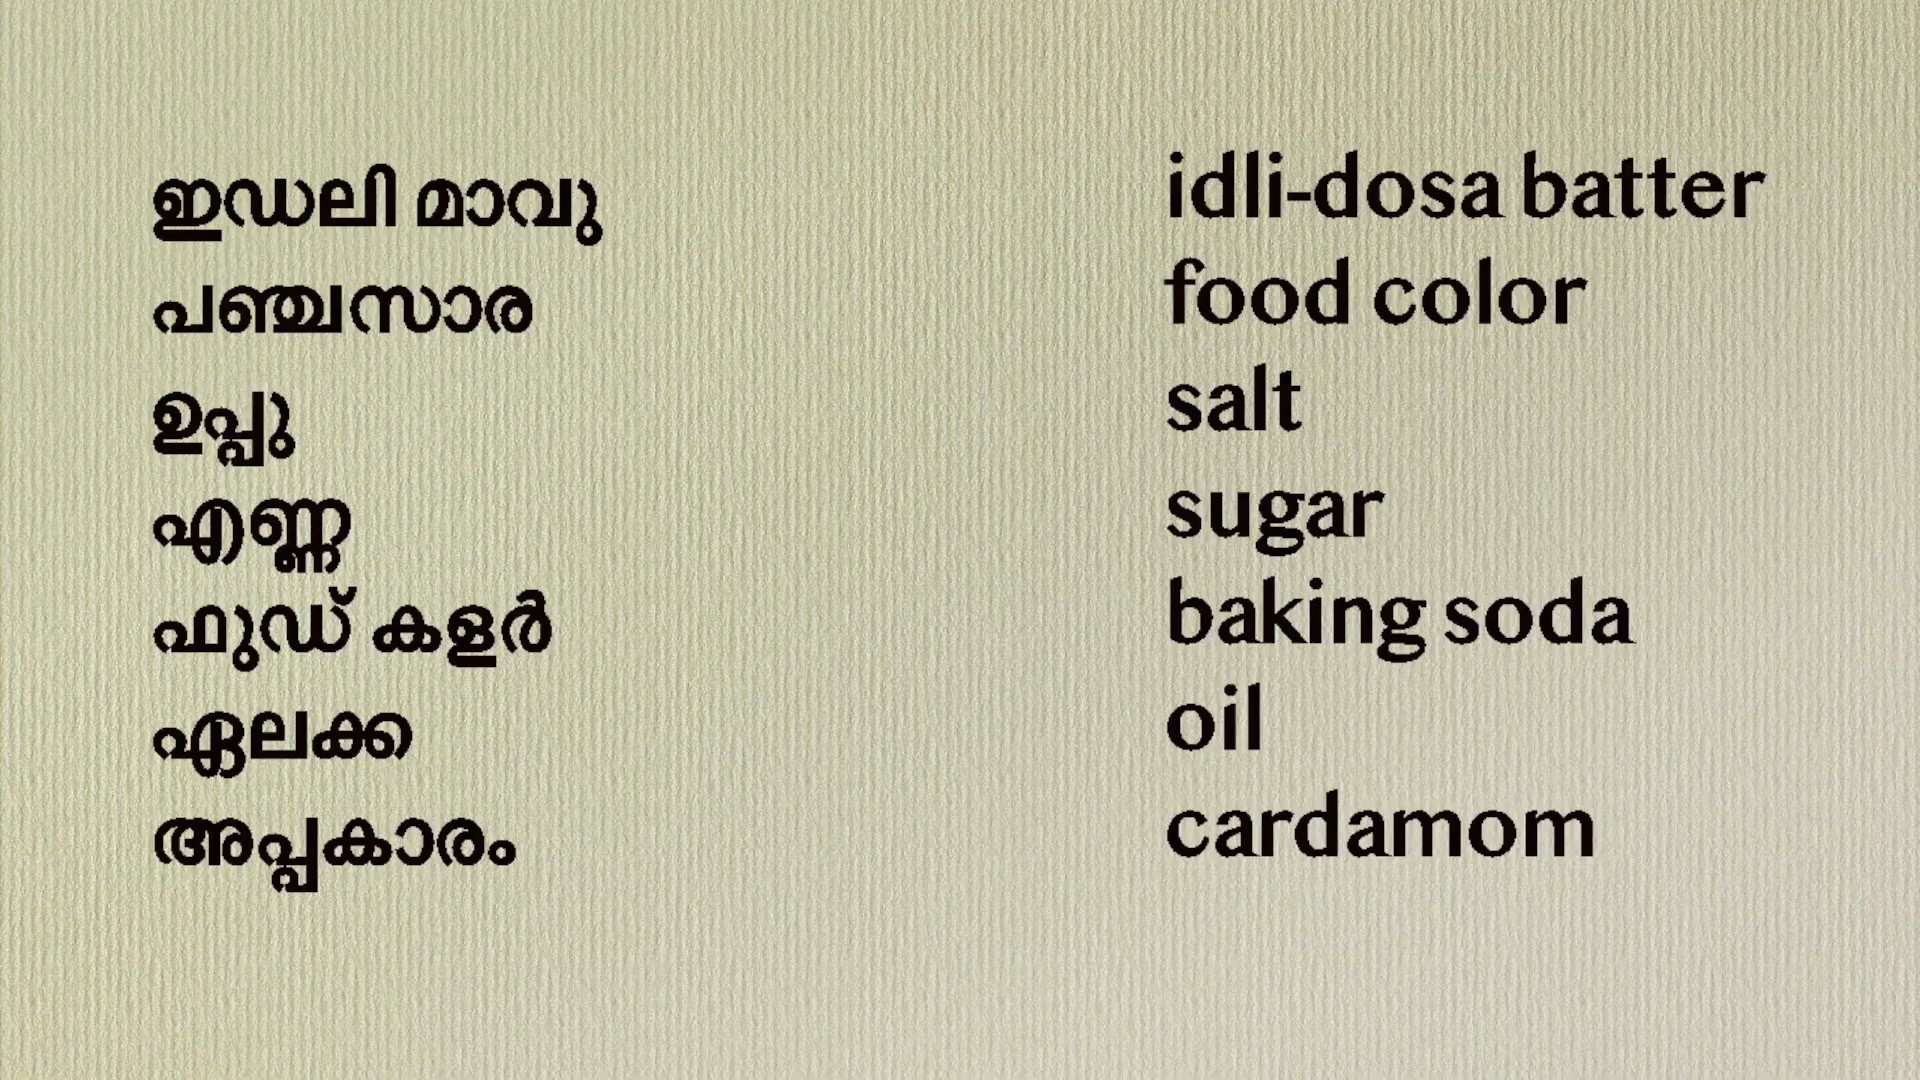 ഇഡലി മാവു
പഞ്ചസാര
ഉപ്പു
എണ്ണ
ഫുഡ് കളർ
ഏലക്ക
അപ്പകാരം
idli-dosa batter
food color
salt
sugar
baking soda
oil
cardamom